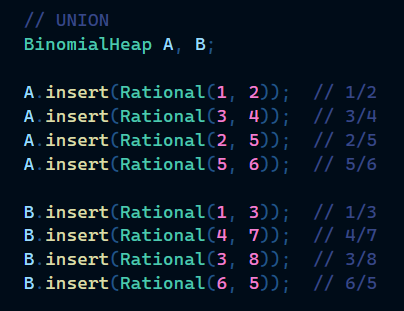 // UNION
BinomialHeap A, B;
A.insert(Rational(1, 2));  // 1/2
A.insert(Rational(3, 4));  // 3/4
A.insert(Rational(2, 5));  // 2/5
A.insert(Rational(5, 6));  // 5/6
B.insert(Rational(1, 3));  // 1/3
B.insert(Rational(4, 7));  // 4/7
B.insert(Rational(3, 8));  // 3/8
B.insert(Rational(6, 5));  // 6/5